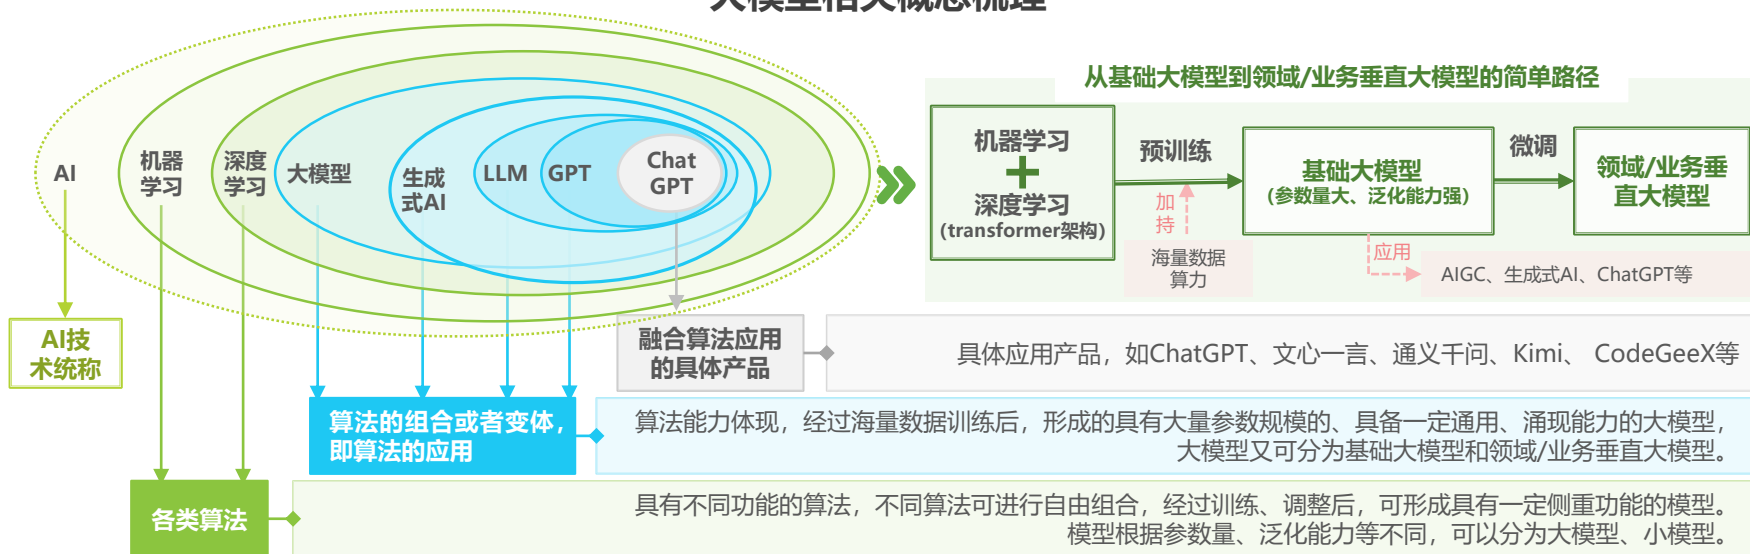 大模型相关概念梳理
AI
机器
学习
深度
学习
大模型
生成
式AI
LLM
GPT
Chat
GPT
从基础大模型到领域/业务垂直大模型的简单路径
机器学习
+
深度学习
(transformer架构)
预训练
加
持
海量数据
算力
基础大模型
(参数量大、泛化能力强)
微调
领域/业务垂
直大模型
应用
AIGC、生成式AI、ChatGPT等
AI技
术统称
融合算法应用
的具体产品
具体应用产品，如ChatGPT、文心一言、通义千问、Kimi、 CodeGeeX等
算法的组合或者变体，
即算法的应用
算法能力体现，经过海量数据训练后，形成的具有大量参数规模的、具备一定通用、涌现能力的大模型，
大模型又可分为基础大模型和领域/业务垂直大模型。
各类算法
具有不同功能的算法，不同算法可进行自由组合，经过训练、调整后，可形成具有一定侧重功能的模型。
模型根据参数量、泛化能力等不同，可以分为大模型、小模型。